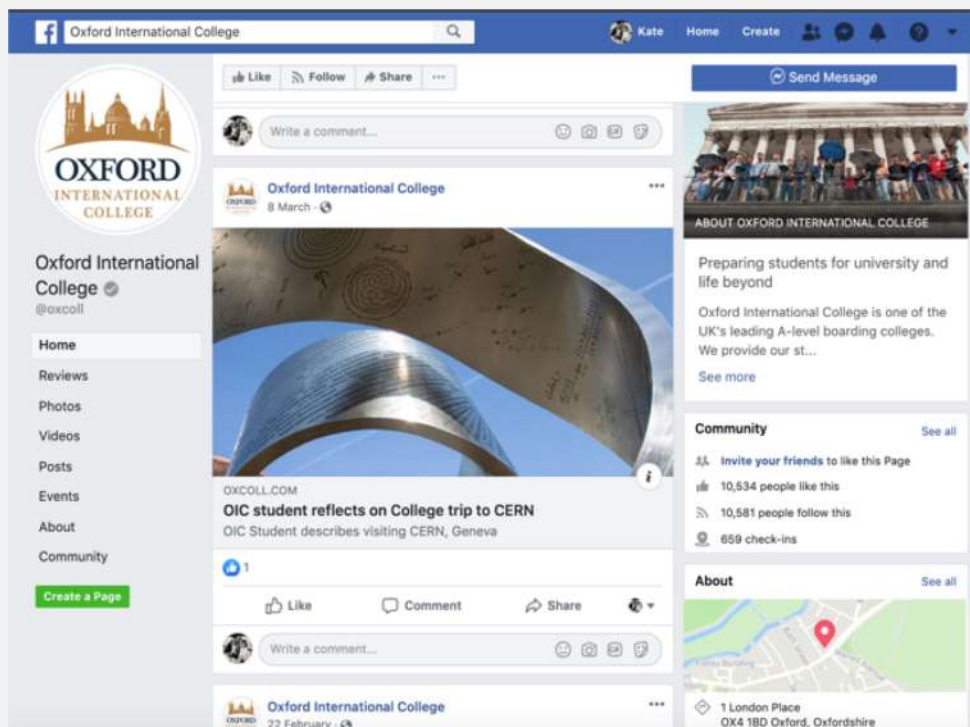 Oxford International College
Kate
Home
Create
OXFORD
INTERNATIONAL
COLLEGE
Oxford International
College
@oxcoll
Home
Reviews
Photos
Videos
Posts
Events
About
Community
Create a Page
Like
Follow
Share
Write a comment...
OXFORD
Oxford International College
8 March
OXCOLL.COM
OIC student reflects on College trip to CERN
OIC Student describes visiting CERN, Geneva
1
Like
Comment
Share
Write a comment...
OXFORD
Oxford International College
22 February
Send Message
ABOUT OXFORD INTERNATIONAL COLLEGE
Preparing students for university and
life beyond
Oxford International College is one of the
UK's leading A-level boarding colleges.
We provide our st...
See more
Community
See all
Invite your friends to like this Page
10,534 people like this
10,581 people follow this
659 check-ins
About
See all
1 London Place
OX4 1BD Oxford, Oxfordshire